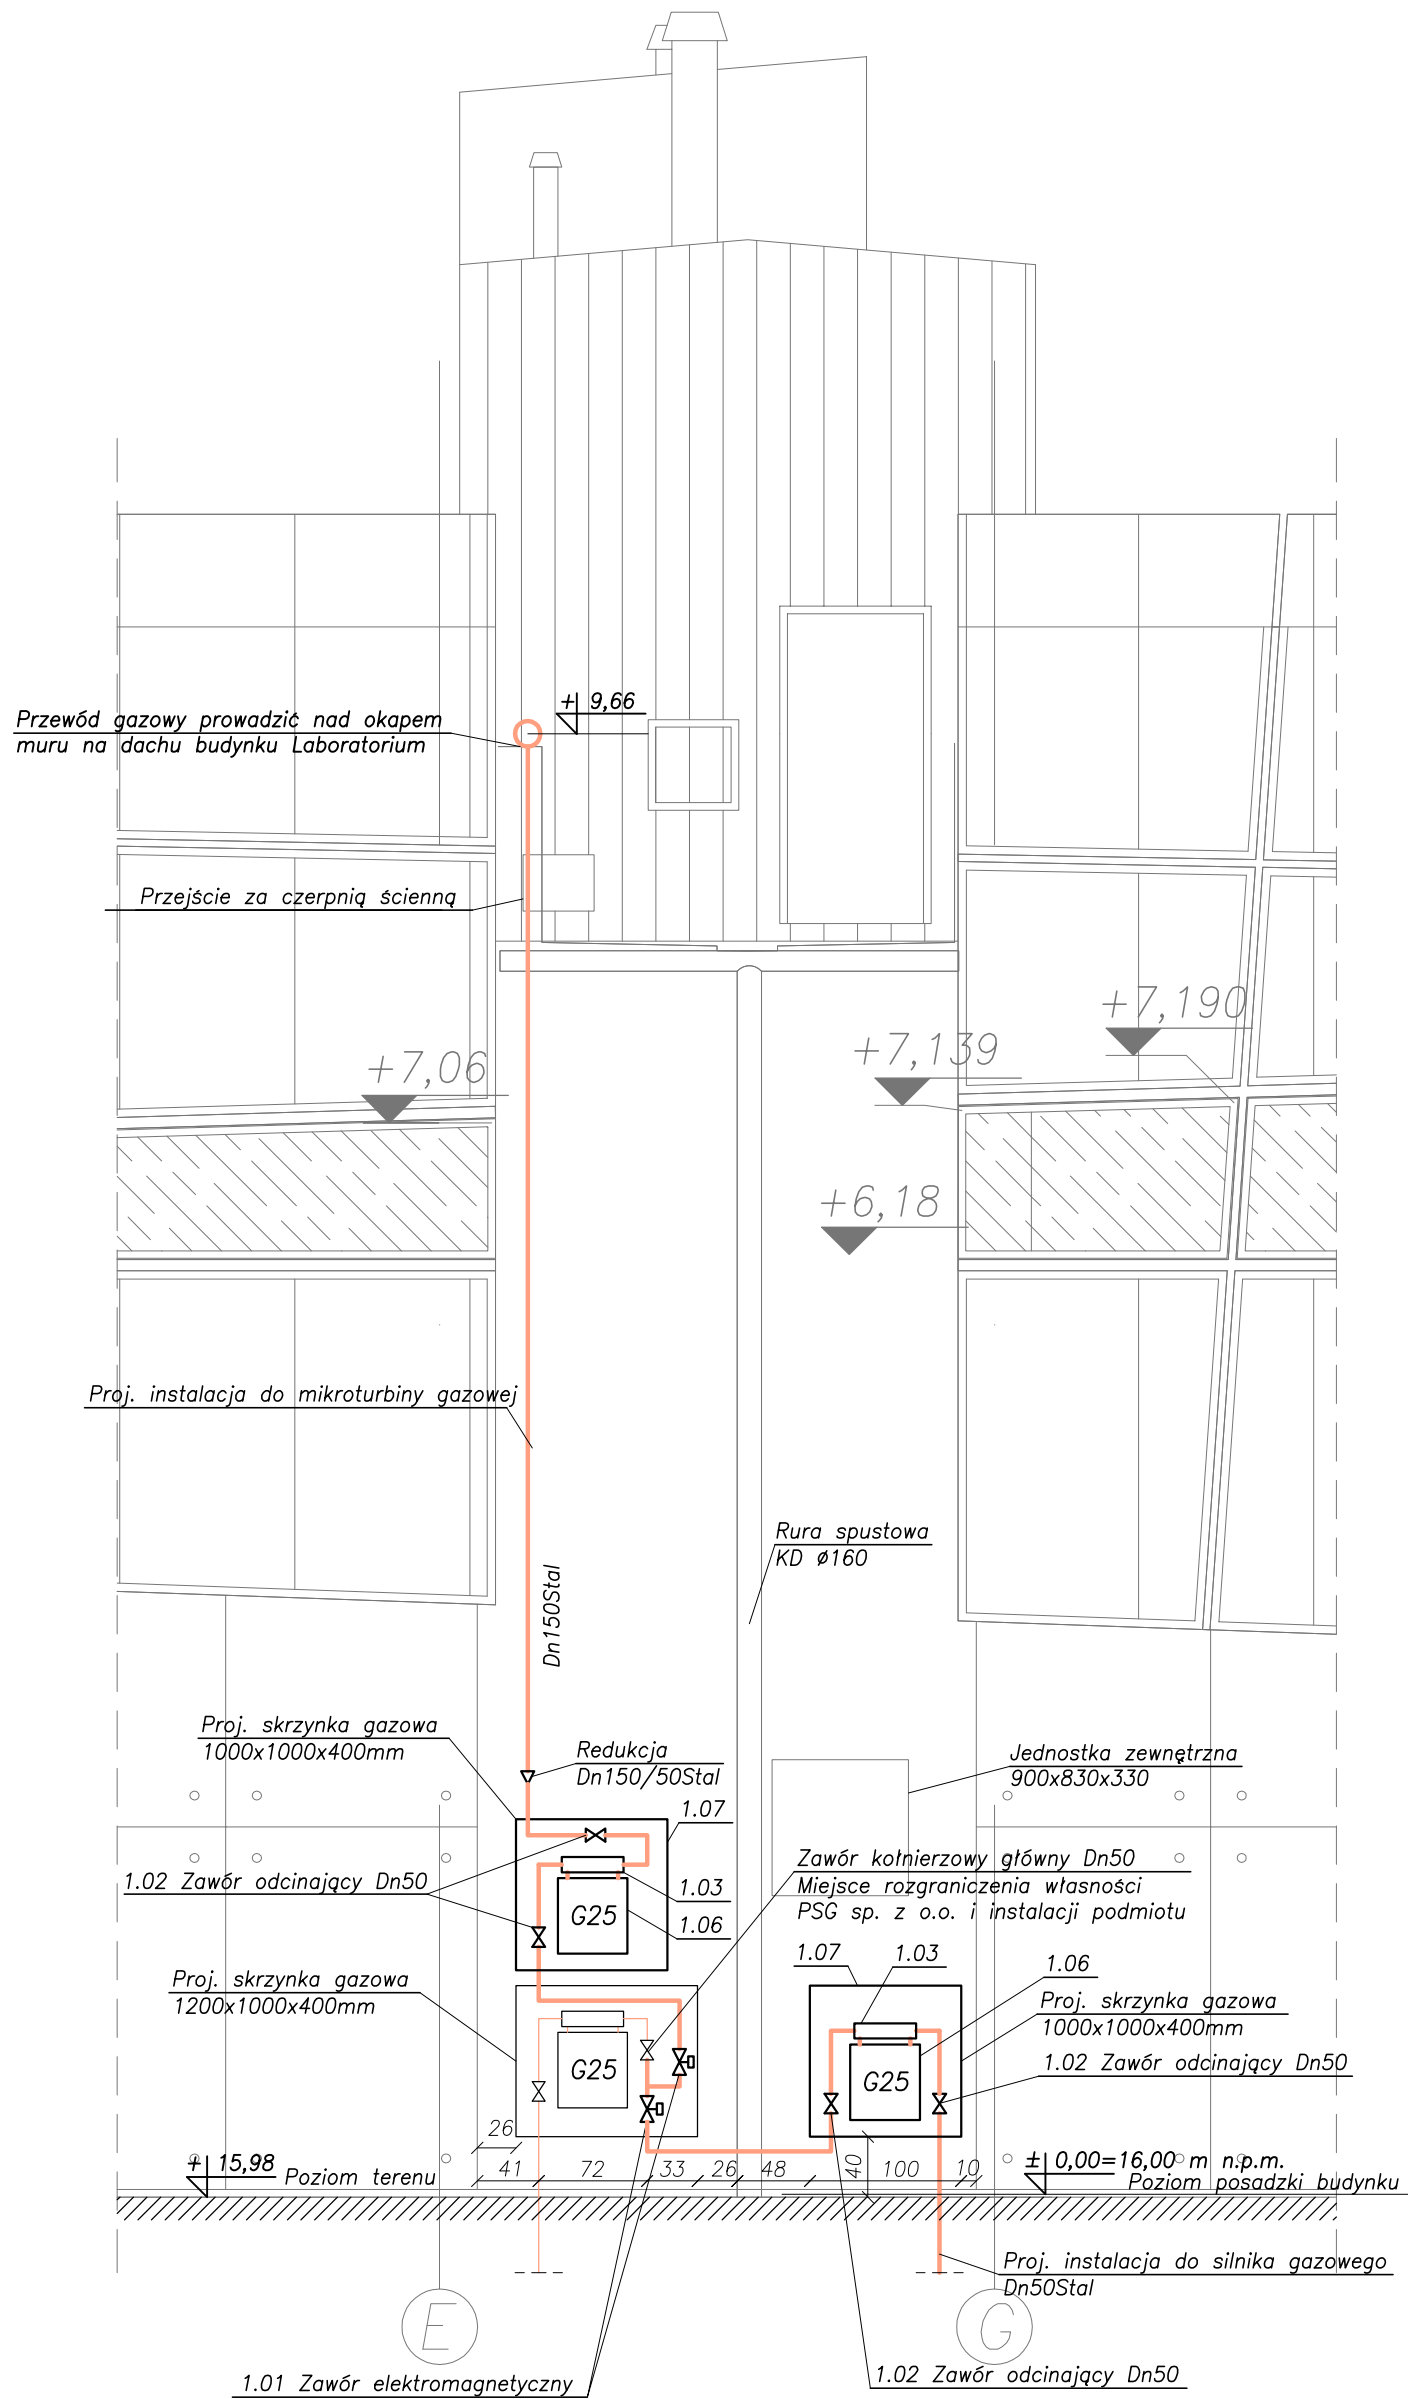 + 9,66
Przewód gazowy prowadzić nad okapem
muru na dachu budynku Laboratorium
Przejście za czerpnią ścienną
+7,190
+7,139
+7,06
+6,18
Proj. instalacja do mikroturbiny gazowej
Rura spustowa
KD ø160
Dn150Stal
Proj. skrzynka gazowa
1000x1000x400mm
Redukcja
Dn150/50Stal
Jednostka zewnętrzna
900x830x330
1.07
Zawór kołnierzowy główny Dn50
Miejsce rozgraniczenia własności
PSG sp. z o.o. i instalacji podmiotu
1.02 Zawór odcinający Dn50
1.03
G25
1.06
1.07
1.03
1.06
Proj. skrzynka gazowa
1200x1000x400mm
Proj. skrzynka gazowa
1000x1000x400mm
1.02 Zawór odcinający Dn50
G25
G25
26
41
72
33
26
48
40
100
10
+ 15,98
Poziom terenu
± 0,00=16,00 m n.p.m.
Poziom posadzki budynku
Proj. instalacja do silnika gazowego
Dn50Stal
E
G
1.01 Zawór elektromagnetyczny
1.02 Zawór odcinający Dn50